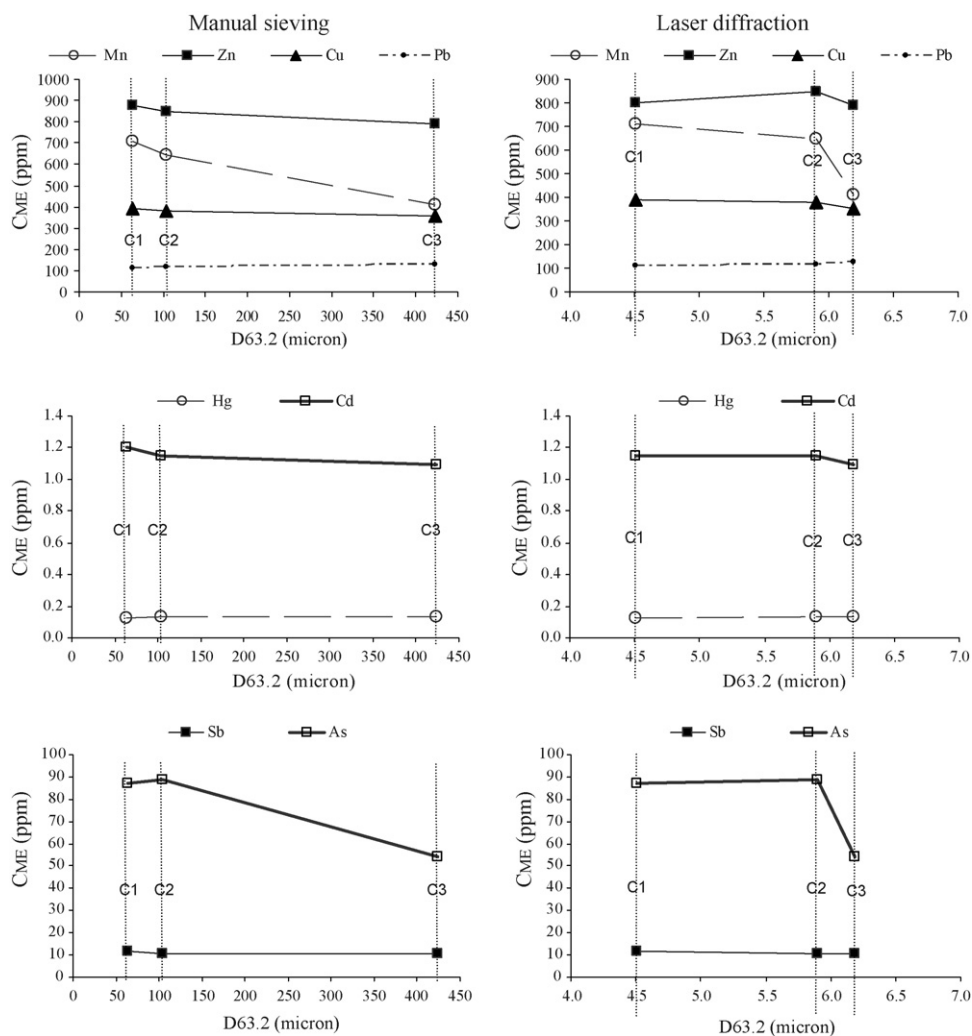 Manual sieving
Mn Zn Cu Pb
1000
900
800
700
600
500
400
300
200
100
0
CME (ppm)
C1 C2 C3
0 50 100 150 200 250 300 350 400 450
D63.2 (micron)
Laser diffraction
Mn Zn Cu Pb
900
800
700
600
500
400
300
200
100
0
CME (ppm)
C1 C2 C3
4.0 4.5 5.0 5.5 6.0 6.5 7.0
D63.2 (micron)
Hg Cd
1.4
1.2
1.0
0.8
0.6
0.4
0.2
0.0
CME (ppm)
C1 C2 C3
0 50 100 150 200 250 300 350 400 450
D63.2 (micron)
Hg Cd
1.4
1.2
1.0
0.8
0.6
0.4
0.2
0.0
CME (ppm)
C1 C2 C3
4.0 4.5 5.0 5.5 6.0 6.5 7.0
D63.2 (micron)
Sb As
100
90
80
70
60
50
40
30
20
10
0
CME (ppm)
C1 C2 C3
0 50 100 150 200 250 300 350 400 450
D63.2 (micron)
Sb As
100
90
80
70
60
50
40
30
20
10
0
CME (ppm)
C1 C2 C3
4.0 4.5 5.0 5.5 6.0 6.5 7.0
D63.2 (micron)